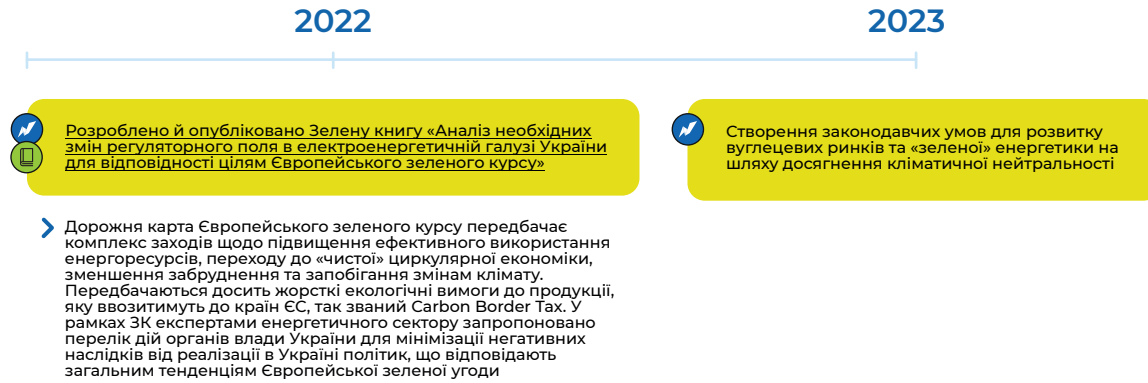 2022
2023
Розроблено й опубліковано Зелену книгу «Аналіз необхідних
змін регуляторного поля в електроенергетичній галузі України
для відповідності цілям Європейського зеленого курсу»
Створення законодавчих умов для розвитку
вуглецевих ринків та «зеленої» енергетики на
шляху досягнення кліматичної нейтральності
Дорожня карта Європейського зеленого курсу передбачає
комплекс заходів щодо підвищення ефективного використання
енергоресурсів, переходу до «чистої» циркулярної економіки,
зменшення забруднення та запобігання змінам клімату.
Передбачаються досить жорсткі екологічні вимоги до продукції,
яку ввозитимуть до країн ЄС, так званий Carbon Border Tax. У
рамках ЗК експертами енергетичного сектору запропоновано
перелік дій органів влади України для мінімізації негативних
наслідків від реалізації в Україні політик, що відповідають
загальним тенденціям Європейської зеленої угоди